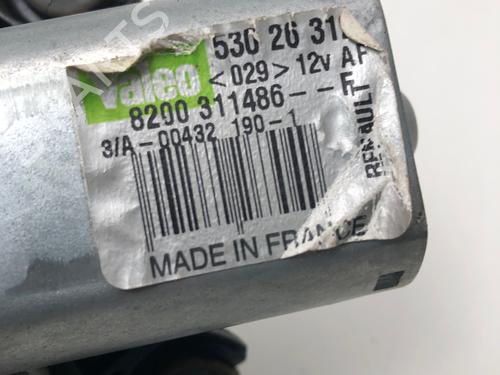 valeo
530 26 31
<029> 12v AF
8200 311486--F
3/A-00432 190-1
RENAULT
MADE IN FRANCE